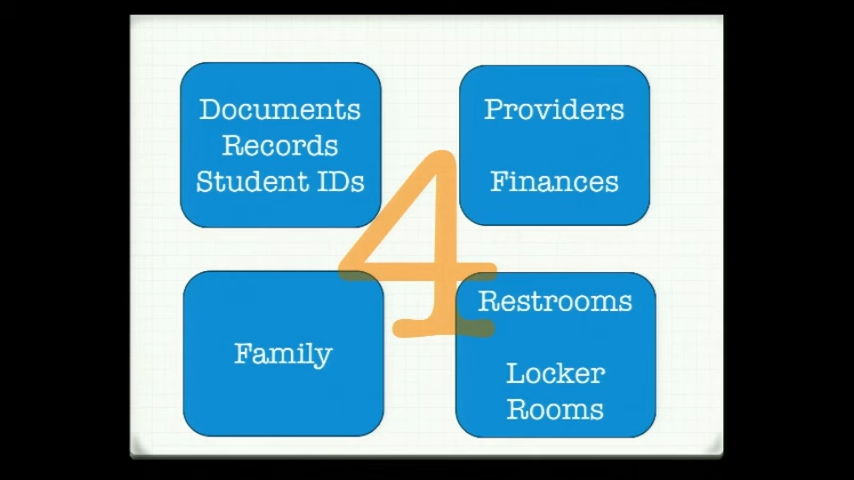 Documents
Records
Student IDs
Providers
Finances
4
Family
Restrooms
Locker
Rooms